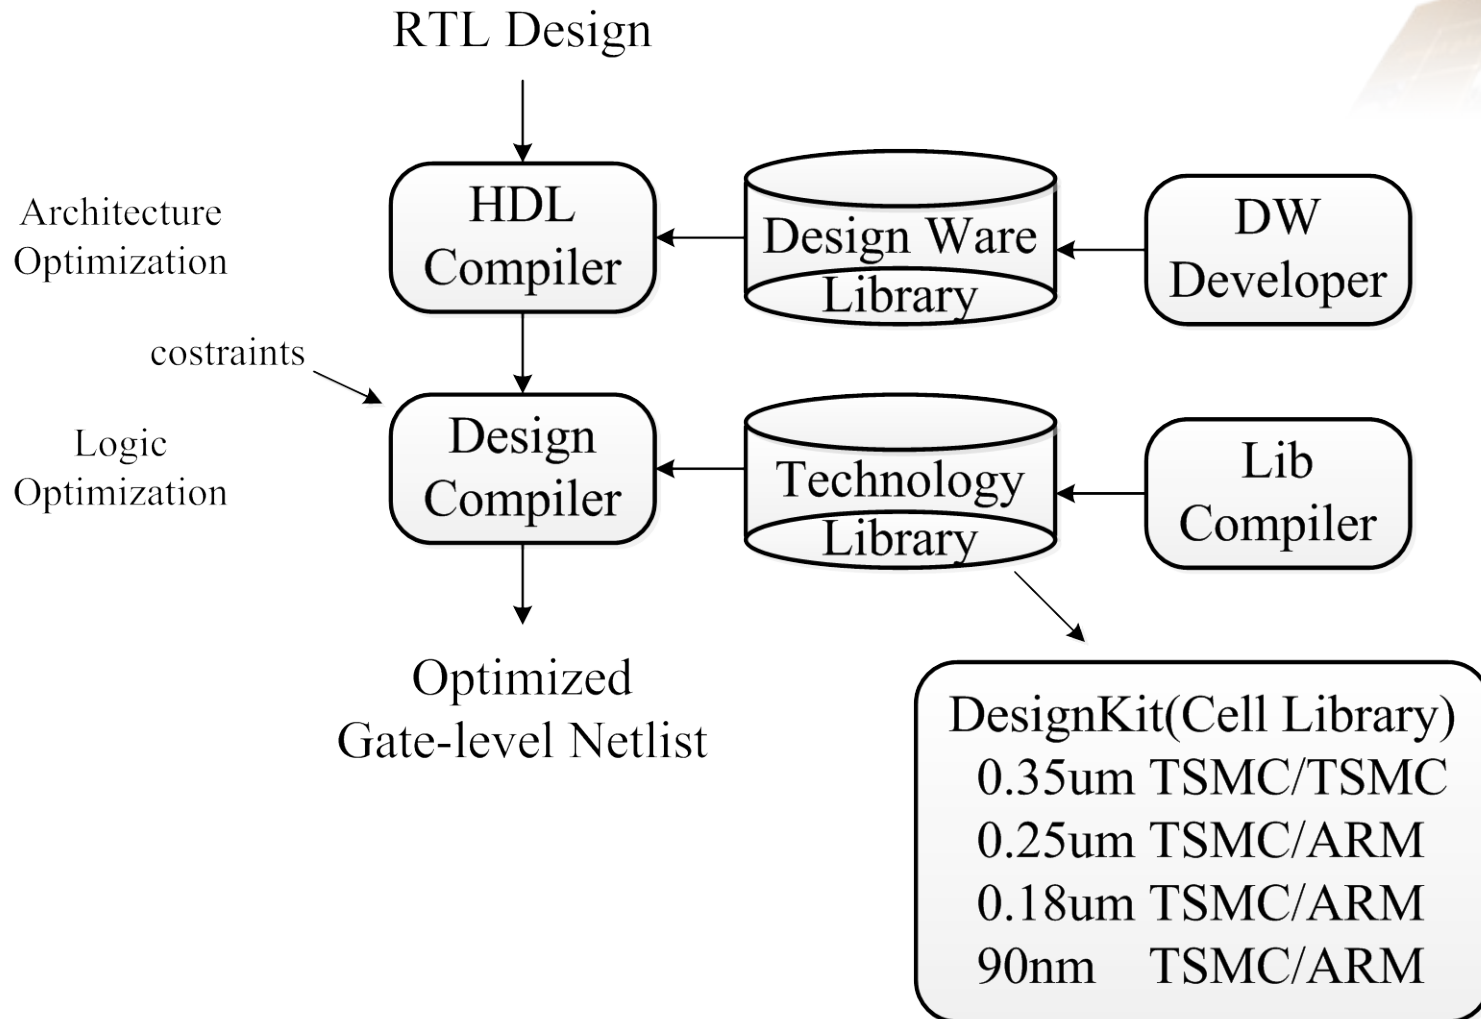 RTL Design
Architecture
Optimization
HDL
Compiler
Design Ware
Library
DW
Developer
costraints
Logic
Optimization
Design
Compiler
Technology
Library
Lib
Compiler
Optimized
Gate-level Netlist
DesignKit(Cell Library)
0.35um TSMC/TSMC
0.25um TSMC/ARM
0.18um TSMC/ARM
90nm TSMC/ARM